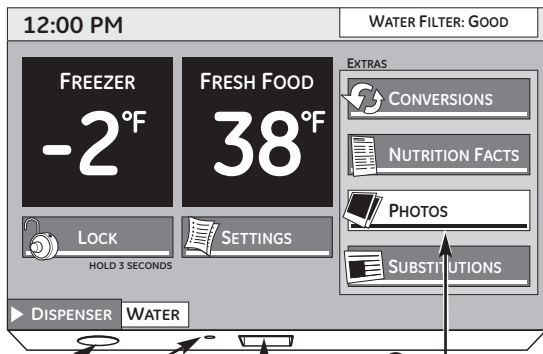 12:00 PM
WATER FILTER: GOOD
EXTRAS
FREEZER
-2°F
FRESH FOOD
38°F
CONVERSIONS
NUTRITION FACTS
PHOTOS
SUBSTITUTIONS
LOCK
HOLD 3 SECONDS
SETTINGS
DISPENSER
WATER